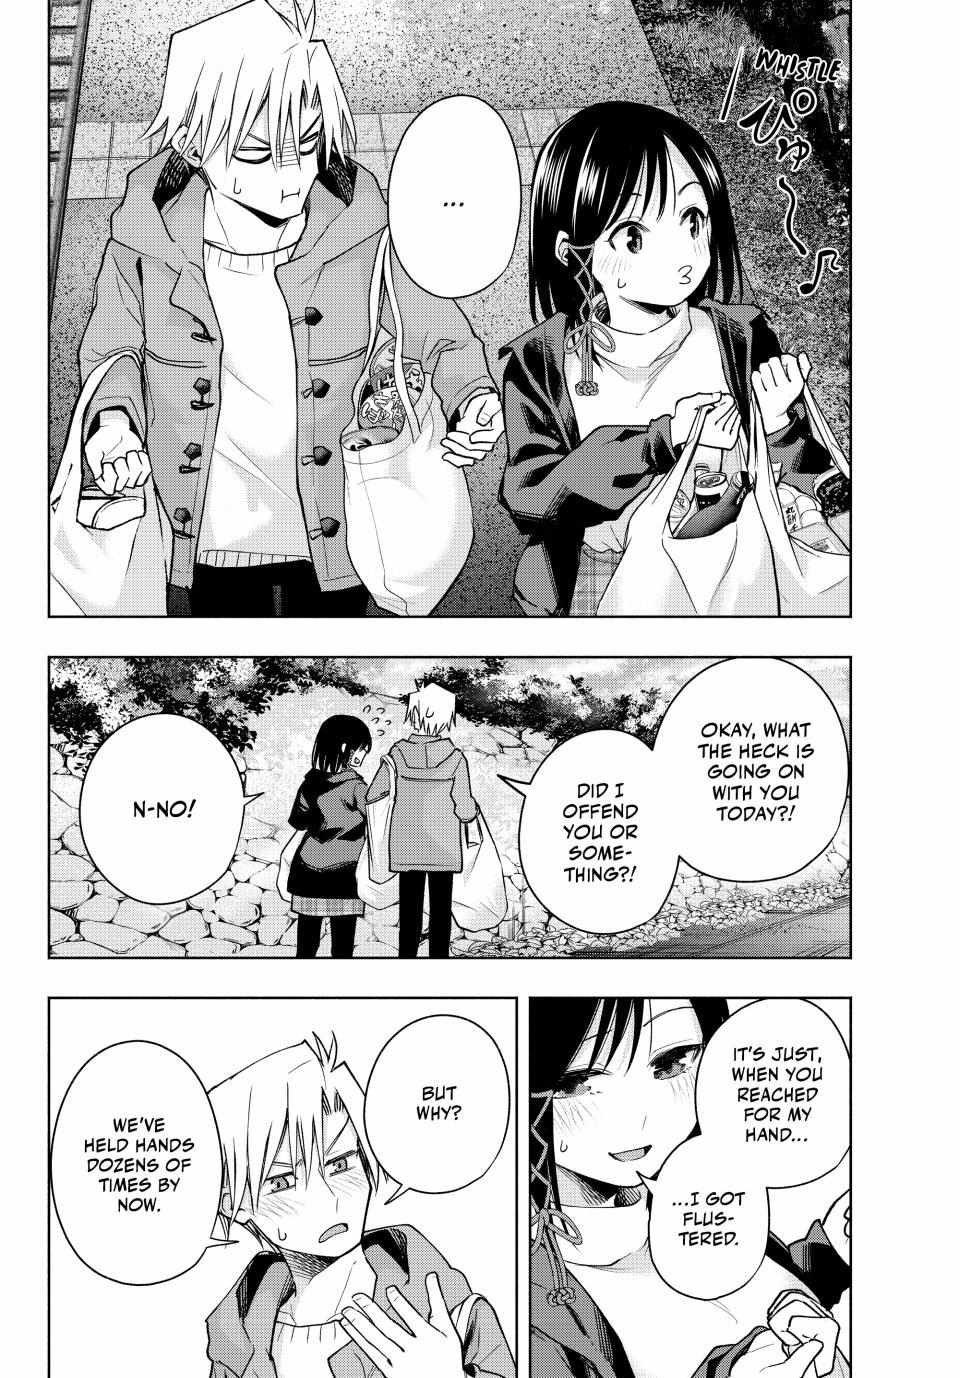 WHISTLE
ぴゅ～♪
...
OKAY, WHAT
THE HECK IS
GOING ON
WITH YOU
TODAY?!
DID I
OFFEND
YOU OR
SOME-
THING?!
N-NO!
IT'S JUST,
WHEN YOU
REACHED
FOR MY
HAND...
...I GOT
FLUS-
TERED.
BUT
WHY?
WE'VE
HELD HANDS
DOZENS OF
TIMES BY
NOW.